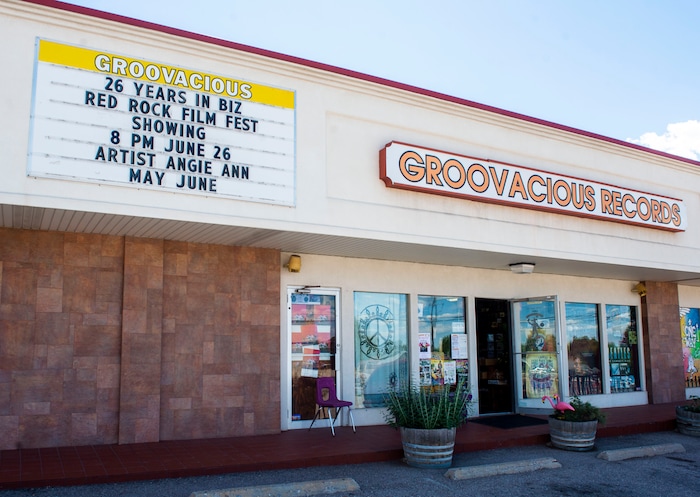 GROOVACIOUS
26 YEARS IN BIZ
RED ROCK FILM FEST
SHOWING
8 PM JUNE 26
ARTIST ANGIE ANN
MAY JUNE
GROOVACIOUS RECORDS